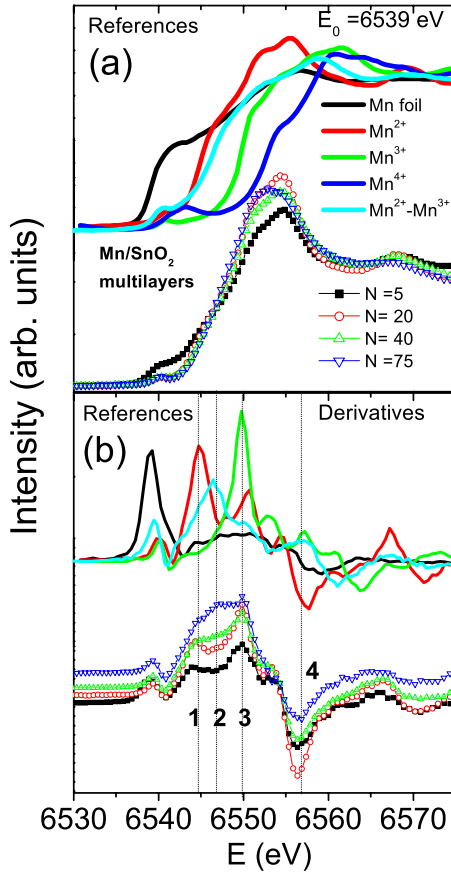 References E₀ =6539 eV
(a)
Mn foil
Mn²⁺
Mn³⁺
Mn⁴⁺
Mn²⁺-Mn³⁺
Mn/SnO₂
multilayers
N =5
N= 20
N= 40
N =75
Intensity (arb. units)
References Derivatives
(b)
1 2 3 4
6530 6540 6550 6560 6570
E (eV)